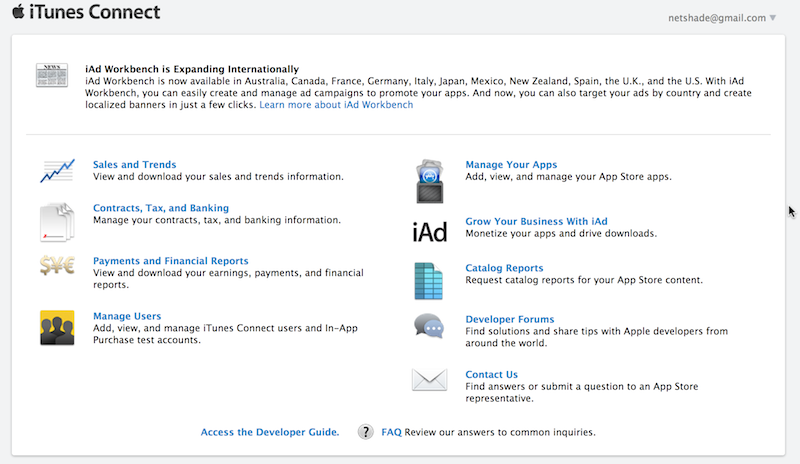 iTunes Connect
netshade@gmail.com
NEWS
iAd Workbench is Expanding Internationally
iAd Workbench is now available in Australia, Canada, France, Germany, Italy, Japan, Mexico, New Zealand, Spain, the U.K., and the U.S. With iAd
Workbench, you can easily create and manage ad campaigns to promote your apps. And now, you can also target your ads by country and create
localized banners in just a few clicks. Learn more about iAd Workbench
Sales and Trends
View and download your sales and trends information.
Contracts, Tax, and Banking
Manage your contracts, tax, and banking information.
$¥€
Payments and Financial Reports
View and download your earnings, payments, and financial
reports.
Manage Users
Add, view, and manage iTunes Connect users and In-App
Purchase test accounts.
Manage Your Apps
Add, view, and manage your App Store apps.
iAd
Grow Your Business With iAd
Monetize your apps and drive downloads.
Catalog Reports
Request catalog reports for your App Store content.
Developer Forums
Find solutions and share tips with Apple developers from
around the world.
Contact Us
Find answers or submit a question to an App Store
representative.
Access the Developer Guide.
? FAQ Review our answers to common inquiries.